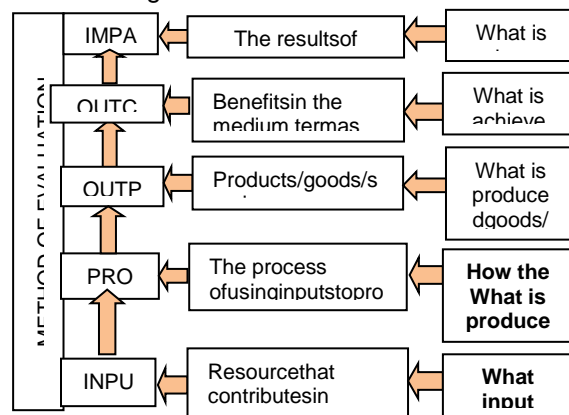 METHOD OF EVALUATION
IMPA
The resultsof
What is
OUTC
Benefitsin the
medium termas
What is
achieve
OUTP
Products/goods/s
What is
produce
dgoods/
PRO
The process
ofusinginputstopro
How the
What is
produce
INPU
Resourcethat
contributesin
What
input